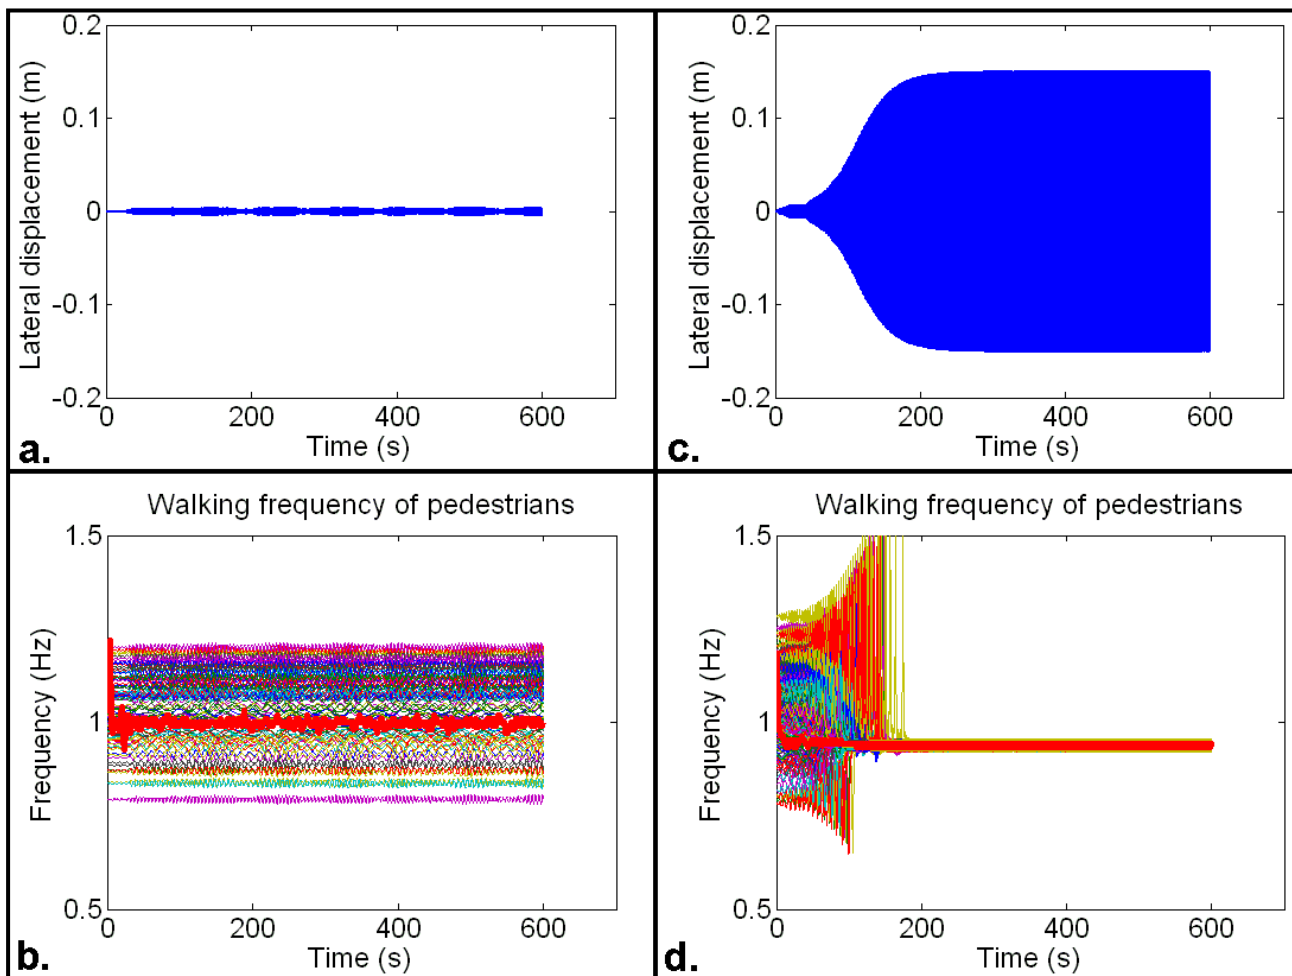 0.2
0.1
0
-0.1
-0.2
Lateral displacement (m)
0 200 400 600
Time (s)
a.
0.2
0.1
0
-0.1
-0.2
Lateral displacement (m)
0 200 400 600
Time (s)
c.
Walking frequency of pedestrians
1.5
1
0.5
Frequency (Hz)
0 200 400 600
Time (s)
b.
Walking frequency of pedestrians
1.5
1
0.5
Frequency (Hz)
0 200 400 600
Time (s)
d.